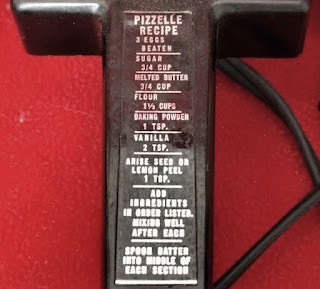 PIZZELLE
RECIPE
3 EGGS
BEATEN
SUGAR
3/4 CUP
MELTED BUTTER
3/4 CUP
FLOUR
1½ CUPS
BAKING POWDER
1 TSP.
VANILLA
2 TSP.
ANISE SEED OR
LEMON PEEL
1 TSP.
ADD
INGREDIENTS
IN ORDER LISTED,
MIXING WELL
AFTER EACH
SPOON BATTER
INTO MIDDLE OF
EACH SECTION